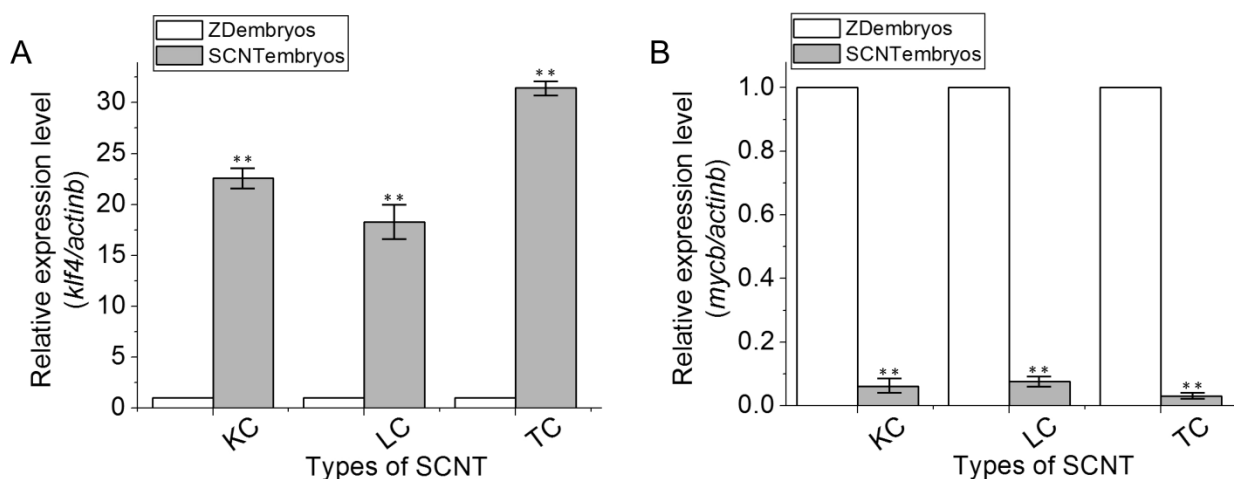 A
ZDembryos
SCNTembryos
Relative expression level
(klf4/actinb)
30
25
20
15
10
5
0
**
**
**
KC
LC
TC
Types of SCNT
B
ZDembryos
SCNTembryos
Relative expression level
(mycb/actinb)
1.0
0.8
0.6
0.4
0.2
0.0
**
**
**
KC
LC
TC
Types of SCNT